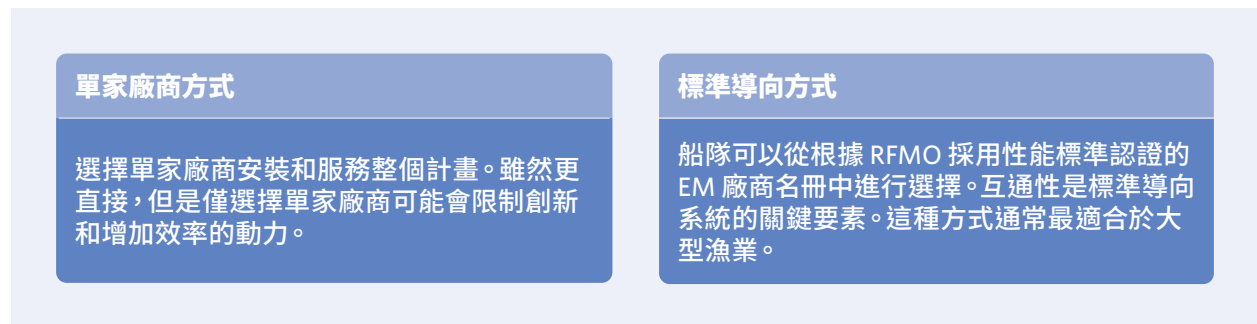 單家廠商方式
選擇單家廠商安裝和服務整個計畫。雖然更
直接,但是僅選擇單家廠商可能會限制創新
和增加效率的動力。
標準導向方式
船隊可以從根據 RFMO 採用性能標準認證的
EM 廠商名冊中進行選擇。互通性是標準導向
系統的關鍵要素。這種方式通常最適合於大
型漁業。